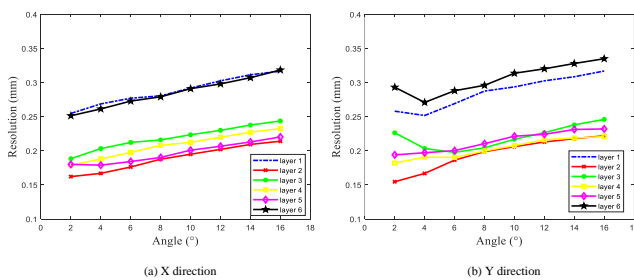 0.4
0.35
0.3
0.25
0.2
0.15
0.1
Resolution (mm)
0 2 4 6 8 10 12 14 16 18
Angle (°)
layer 1
layer 2
layer 3
layer 4
layer 5
layer 6
(a) X direction
0.4
0.35
0.3
0.25
0.2
0.15
0.1
Resolution (mm)
0 2 4 6 8 10 12 14 16 18
Angle (°)
layer 1
layer 2
layer 3
layer 4
layer 5
layer 6
(b) Y direction